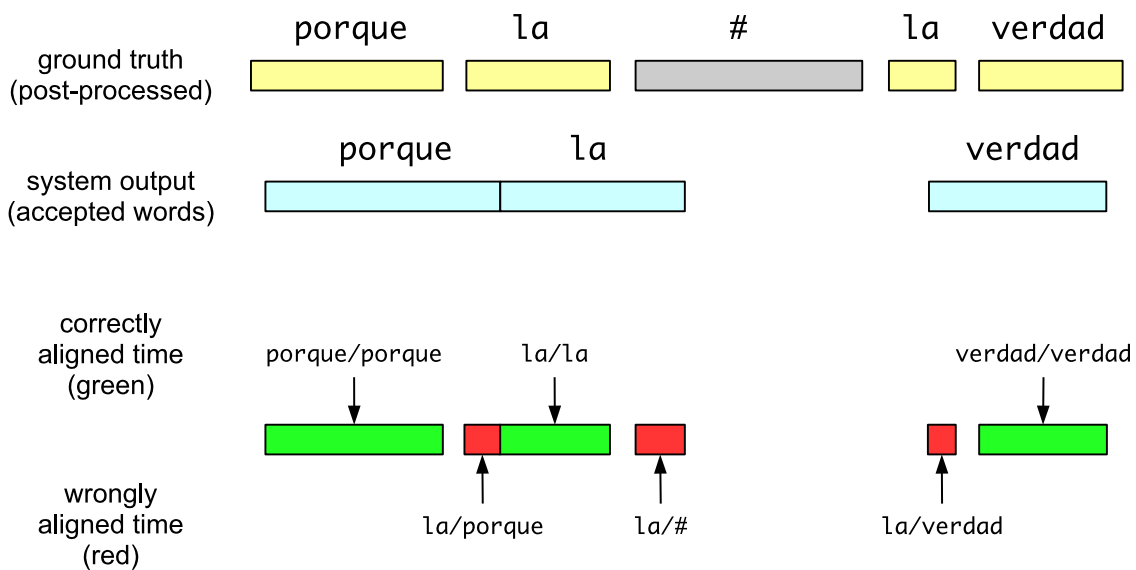 porque la # la verdad
ground truth
(post-processed)
porque la verdad
system output
(accepted words)
correctly
aligned time
(green)
porque/porque la/la verdad/verdad
wrongly
aligned time
(red)
la/porque la/# la/verdad